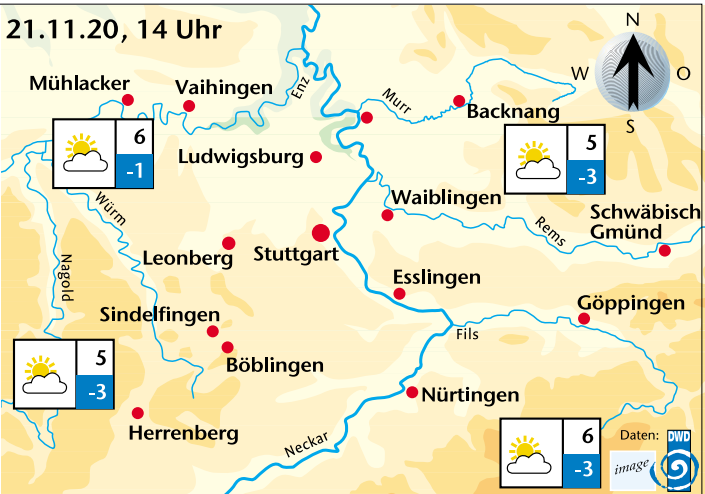 21.11.20, 14 Uhr
N
W
O
S
Mühlacker
Vaihingen
Enz
Murr
Backnang
6
-1
5
-3
Ludwigsburg
Würm
Waiblingen
Rems
Schwäbisch
Gmünd
Nagold
Leonberg
Stuttgart
Esslingen
Göppingen
Sindelfingen
Fils
Böblingen
5
-3
Nürtingen
Herrenberg
Neckar
6
-3
Daten:
DWD
image